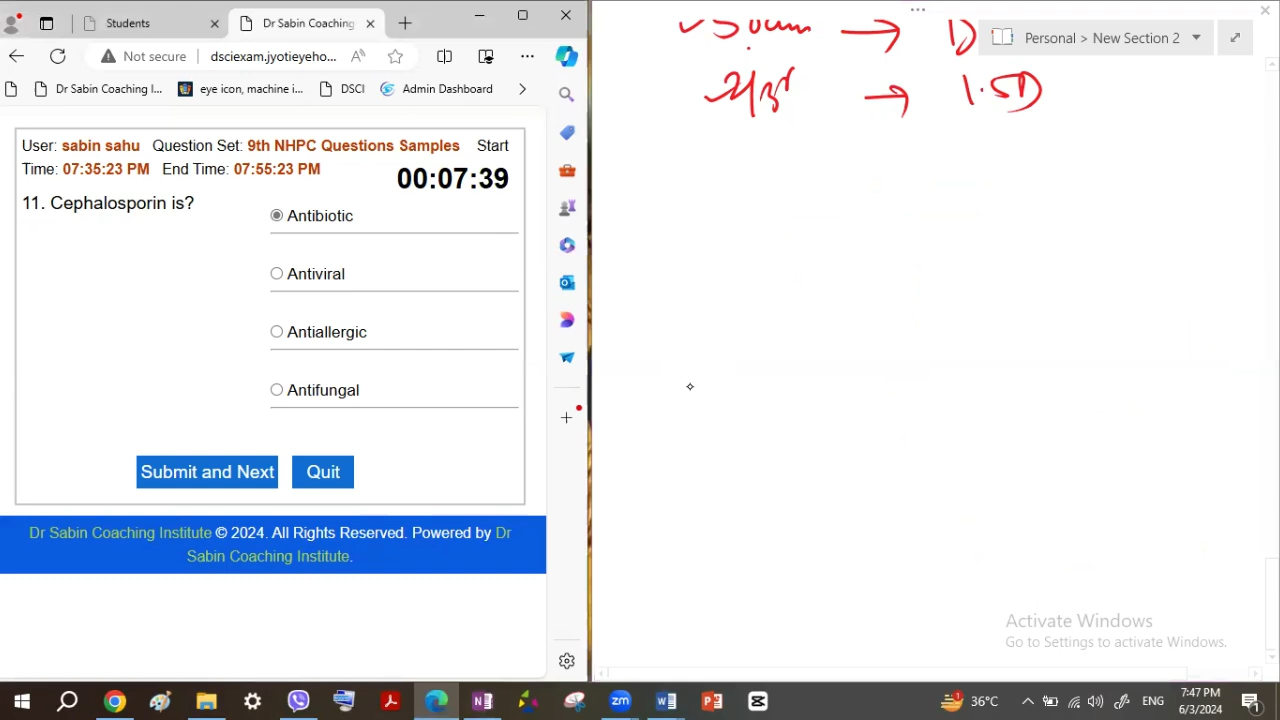 Students
Dr Sabin Coaching
Not secure
dsciexam.jyotieyeho...
Dr Sabin Coaching I...
eye icon, machine i...
DSCI
Admin Dashboard
Personal > New Section 2
→ D
→ 1.5D
User: sabin sahu Question Set: 9th NHPC Questions Samples Start
Time: 07:35:23 PM End Time: 07:55:23 PM
00:07:39
11. Cephalosporin is?
Antibiotic
Antiviral
Antiallergic
Antifungal
Submit and Next
Quit
Dr Sabin Coaching Institute © 2024. All Rights Reserved. Powered by Dr
Sabin Coaching Institute.
Activate Windows
Go to Settings to activate Windows.
36°C
ENG
7:47 PM
6/3/2024